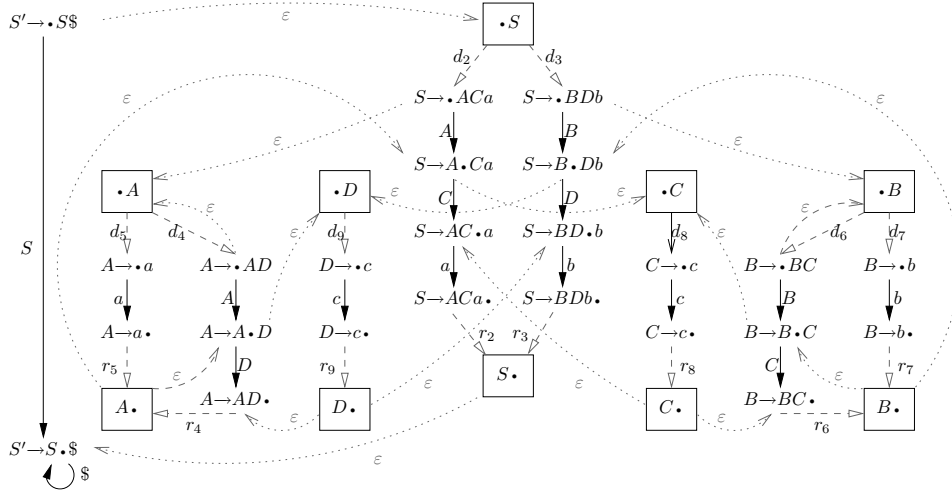 S′→•S$ ε •S
d2 d3
ε S→•ACa S→•BDb ε
ε A B ε
S→A•Ca S→B•Db
•A ε •D ε C D ε •C ε •B
d5 d4 d9 S→AC•a S→BD•b d8 d6 d7
S
A→•a A→•AD D→•c a b C→•c B→•BC B→•b
a A ε c S→ACa• S→BDb• c ε B b
A→a• A→A•D D→c• r2 r3 C→c• B→B•C B→b•
r5 ε D r9 ε S• ε r8 C ε r7
A• A→AD• D• C• B→BC• B•
r4 ε ε r6
S′→S•$ ε
$